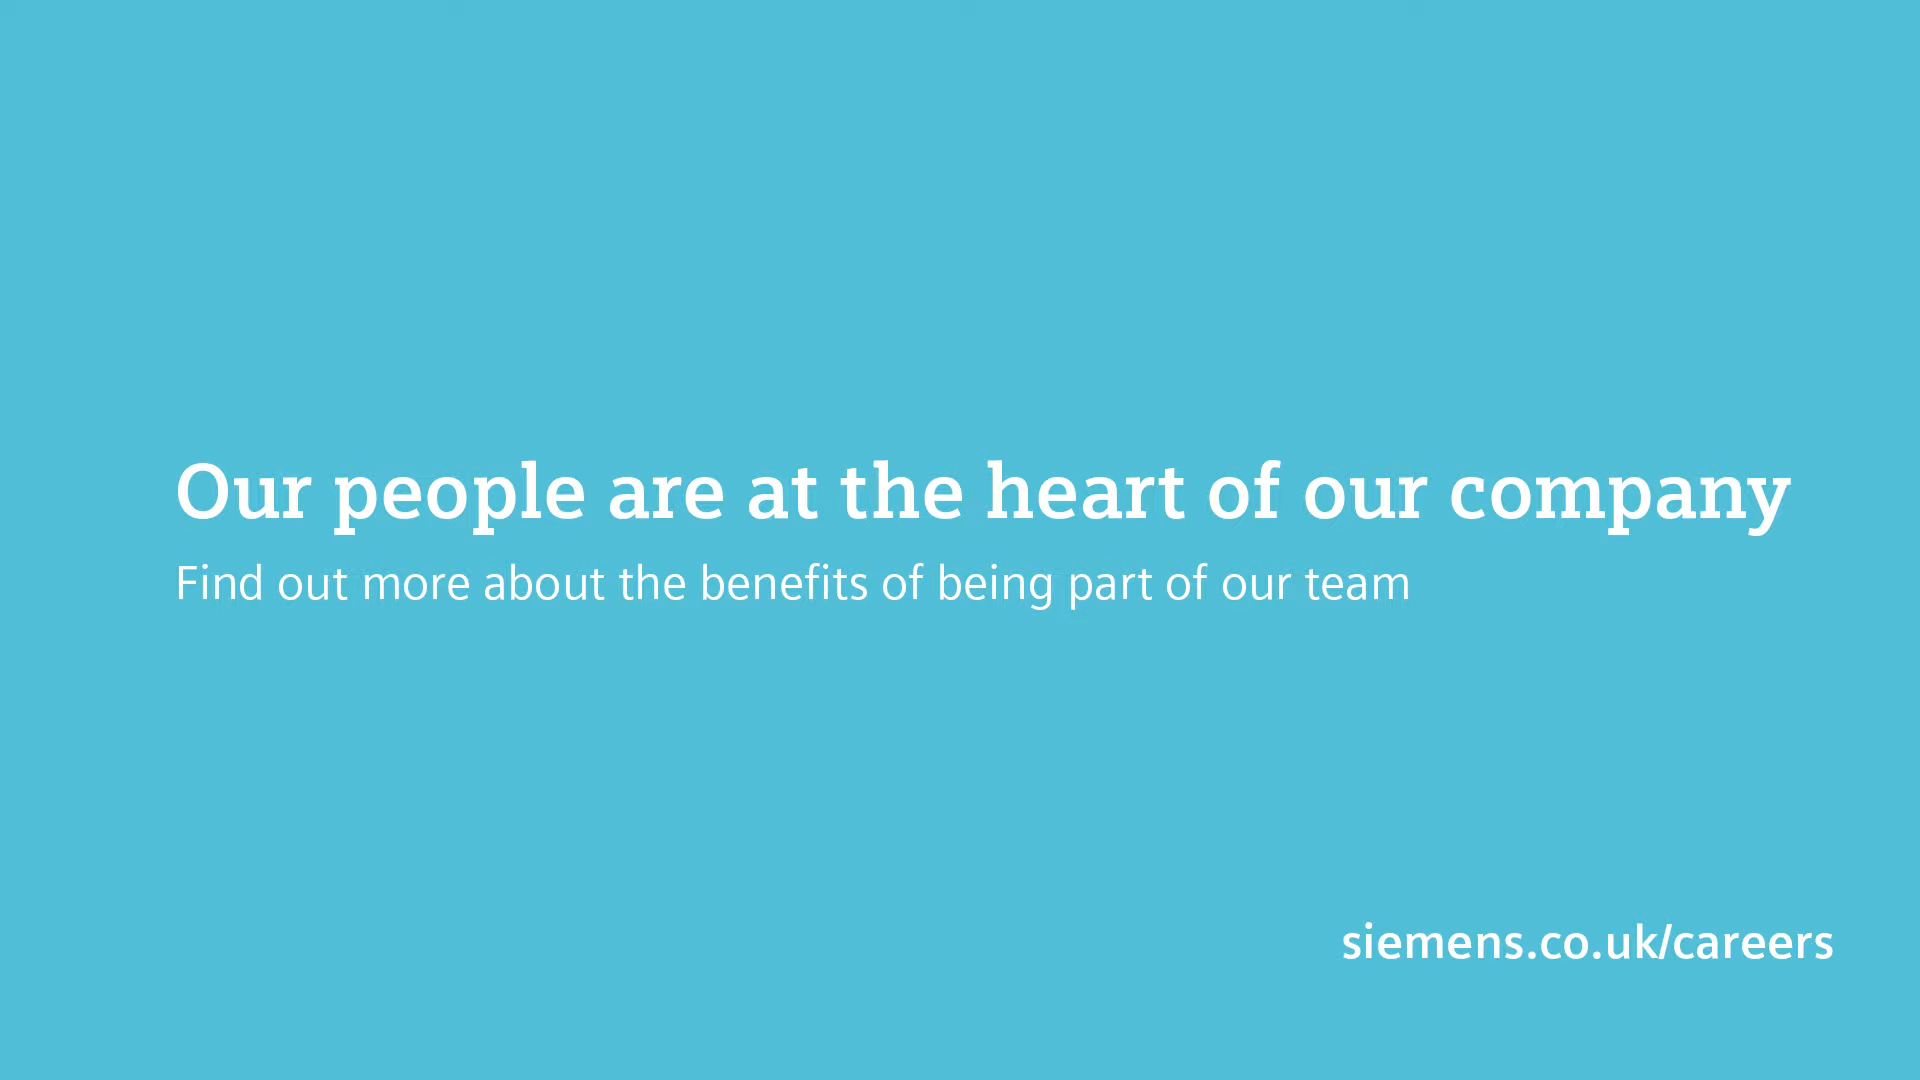 Our people are at the heart of our company
Find out more about the benefits of being part of our team
siemens.co.uk/careers